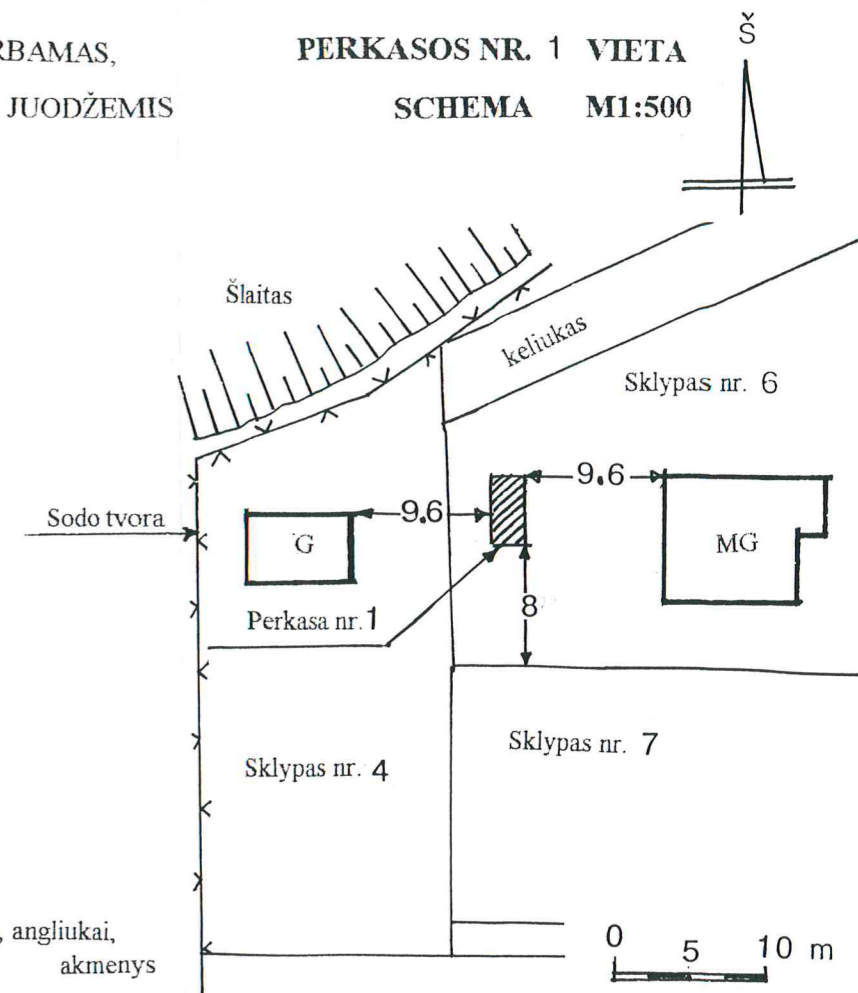 RBAMAS,
JUODŽEMIS
PERKASOS NR. 1 VIETA
SCHEMA M1:500
Š
Šlaitas
keliukas
Sklypas nr. 6
9.6
9.6
Sodo tvora
G
MG
Perkasa nr. 1
8
Sklypas nr. 4
Sklypas nr. 7
, angliukai,
akmenys
0 5 10 m